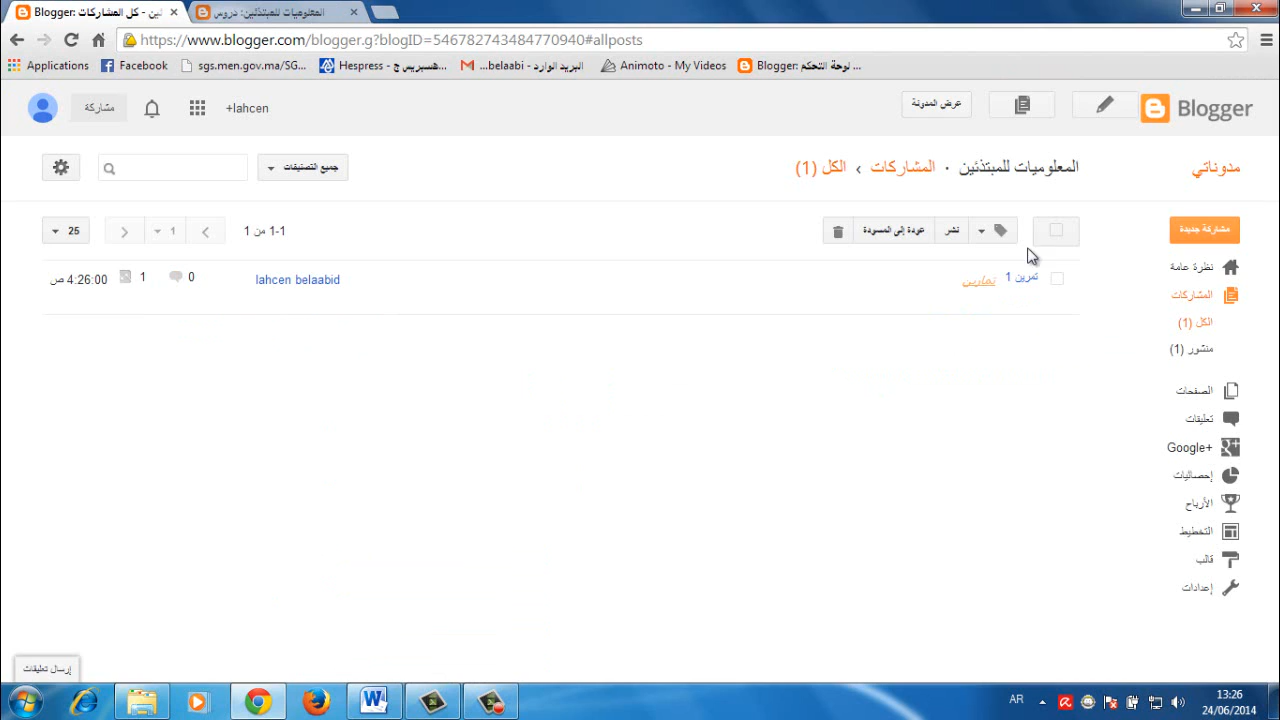 Blogger: المعلوميات للمبتدئين - كل المشاركات
المعلوميات للمبتدئين: دروس
https://www.blogger.com/blogger.g?blogID=546782743484770940#allposts
Applications
Facebook
sgs.men.gov.ma/SG...
Hespress - هسبريس ج...
البريد الوارد - belaabi...
Animoto - My Videos
Blogger: لوحة التحكم ...
مشاركة
+lahcen
عرض المدونة
Blogger
مدوناتي
المعلوميات للمبتدئين · المشاركات › الكل (1)
جميع التصنيفات
مشاركة جديدة
نشر
عودة إلى المسودة
1-1 من 1
1
25
تمرين 1
تمارين
lahcen belaabid
0
1
4:26:00 ص
نظرة عامة
المشاركات
الكل (1)
منشور (1)
الصفحات
تعليقات
Google+
إحصائيات
الأرباح
التخطيط
قالب
إعدادات
إرسال تعليقات
AR
13:26
24/06/2014